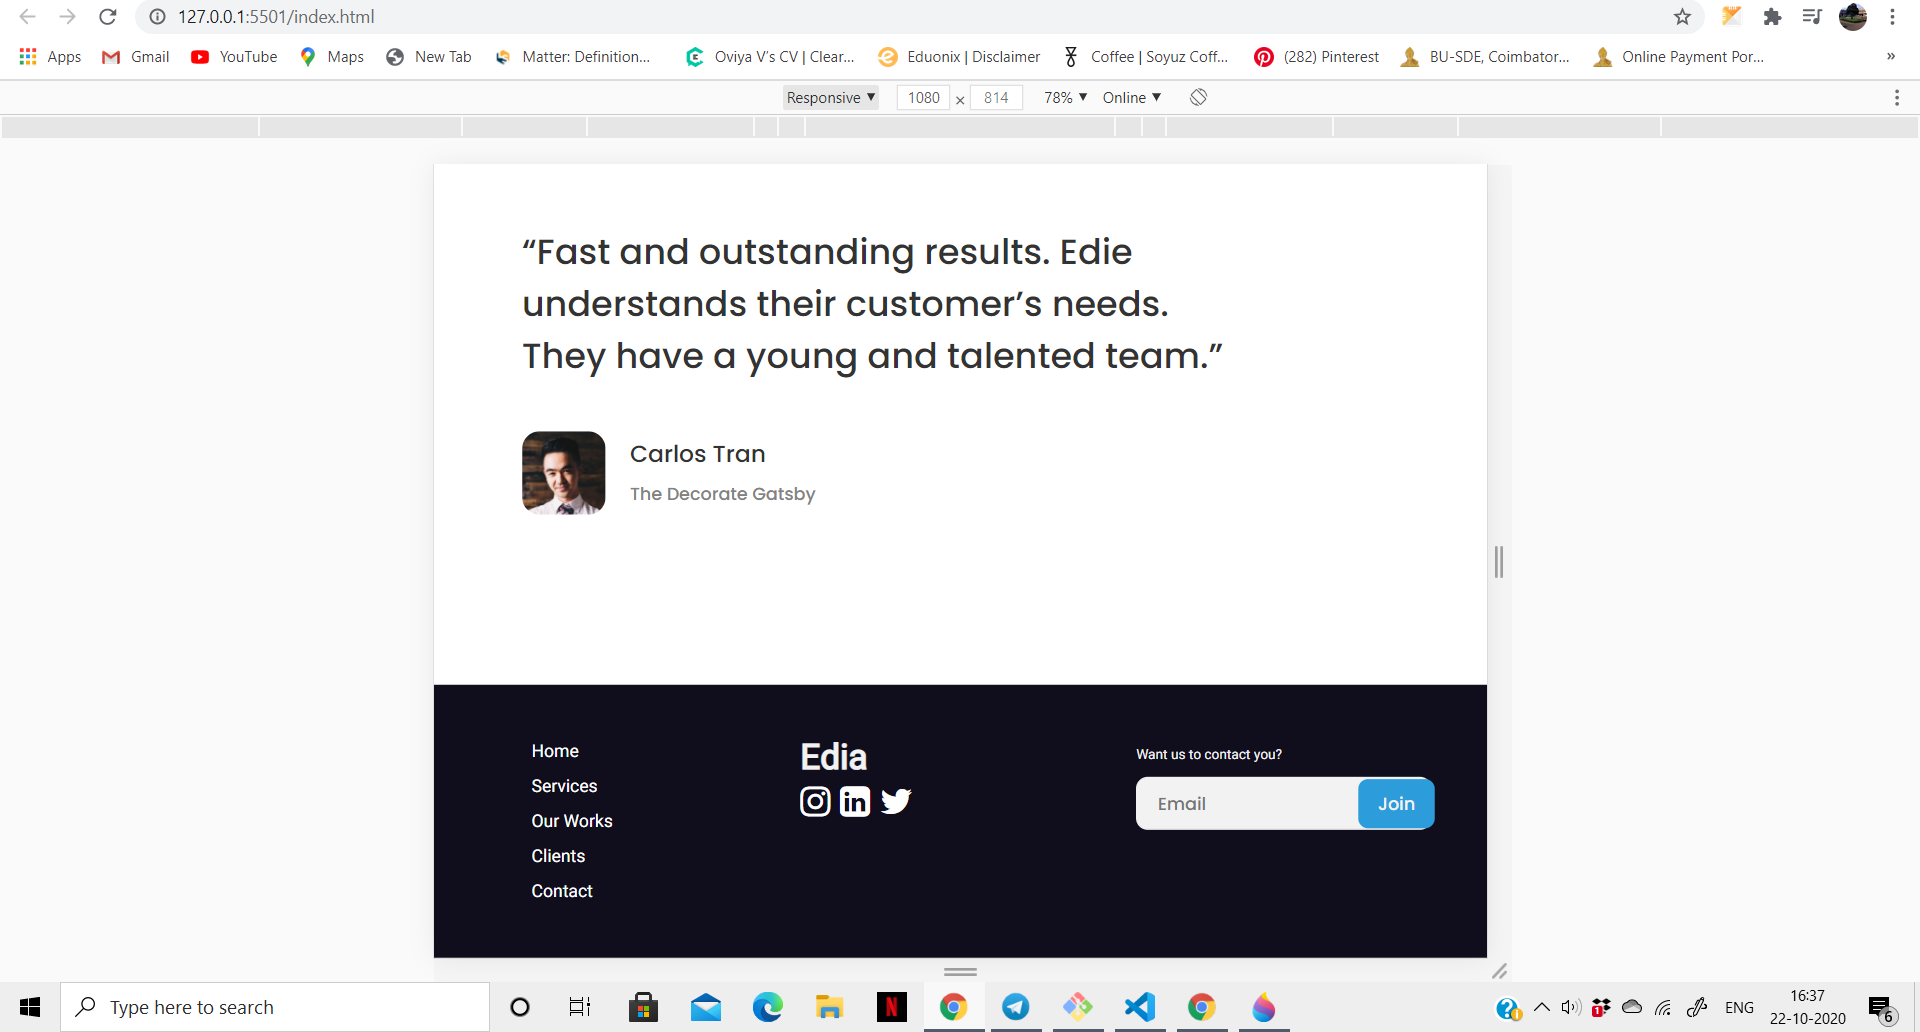 127.0.0.1:5501/index.html
Apps Gmail YouTube Maps New Tab Matter: Definition... Oviya V's CV | Clear... Eduonix | Disclaimer Coffee | Soyuz Coff... (282) Pinterest BU-SDE, Coimbator... Online Payment Por... »
Responsive ▼ 1080 × 814 78% ▼ Online ▼
“Fast and outstanding results. Edie
understands their customer’s needs.
They have a young and talented team.”
Carlos Tran
The Decorate Gatsby
Home
Services
Our Works
Clients
Contact
Edia
in
Want us to contact you?
Email Join
Type here to search
N
1
ENG
16:37
22-10-2020
6